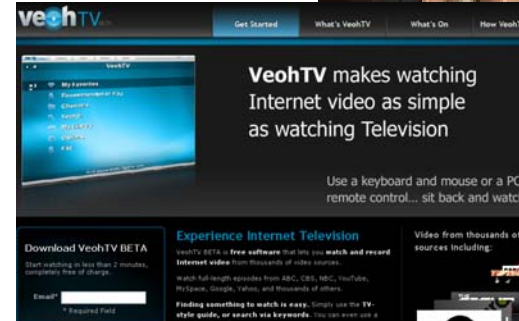 veohTV BETA
Get Started What's VeohTV What's On How Veoh
VeohTV
My Favorites
Channels
Search
VeohTV makes watching
Internet video as simple
as watching Television
Use a keyboard and mouse or a PC
remote control... sit back and watc
Download VeohTV BETA
Start watching in less than 2 minutes,
completely free of charge.
Email*
* Required Field
Experience Internet Television
VeohTV BETA is free software that lets you watch and record
Internet video from thousands of video sources.
Watch full-length episodes from ABC, CBS, NBC, YouTube,
MySpace, Google, Yahoo, and thousands of others.
Finding something to watch is easy. Simply use the TV-
style guide, or search via keywords. You can even use a
Video from thousands of
sources including: